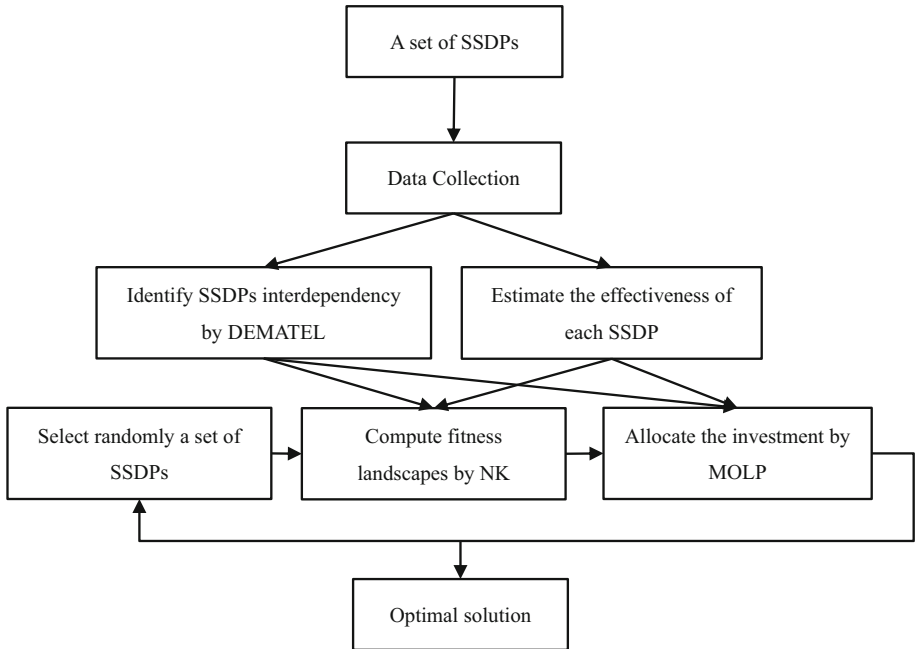 A set of SSDPs
Data Collection
Identify SSDPs interdependency
by DEMATEL
Estimate the effectiveness of
each SSDP
Select randomly a set of
SSDPs
Compute fitness
landscapes by NK
Allocate the investment by
MOLP
Optimal solution